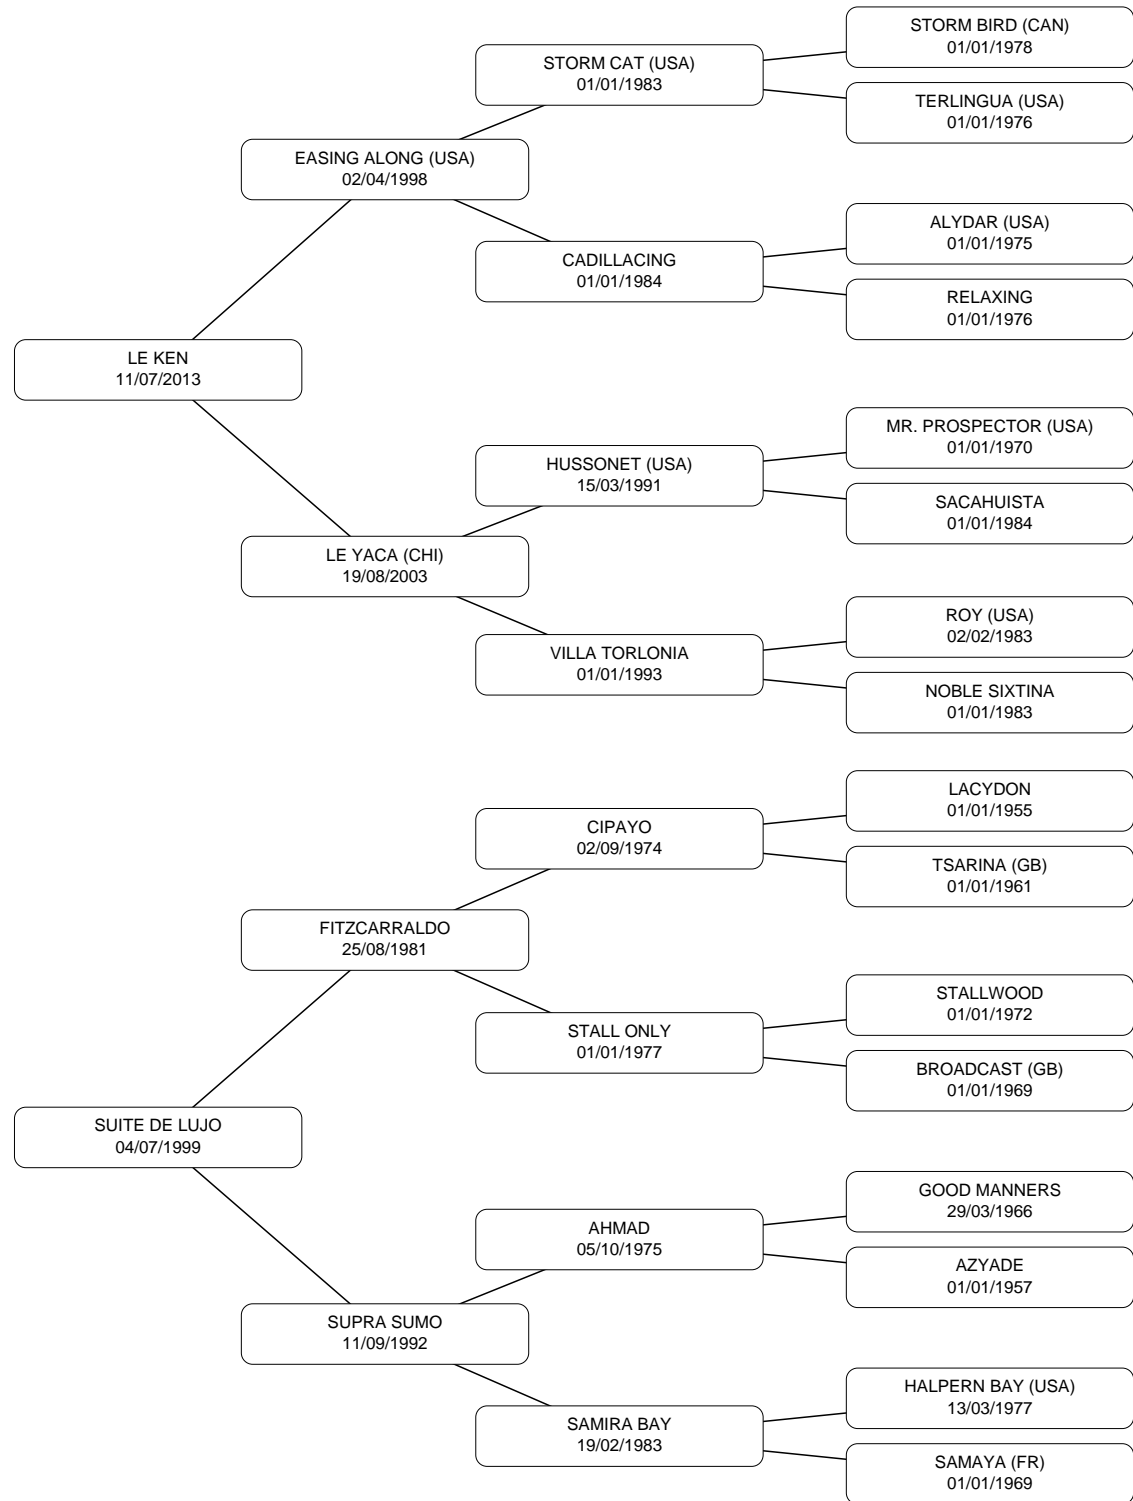 STORM BIRD (CAN)
01/01/1978
STORM CAT (USA)
01/01/1983
TERLINGUA (USA)
01/01/1976
EASING ALONG (USA)
02/04/1998
ALYDAR (USA)
01/01/1975
CADILLACING
01/01/1984
RELAXING
01/01/1976
LE KEN
11/07/2013
MR. PROSPECTOR (USA)
01/01/1970
HUSSONET (USA)
15/03/1991
SACAHUISTA
01/01/1984
LE YACA (CHI)
19/08/2003
ROY (USA)
02/02/1983
VILLA TORLONIA
01/01/1993
NOBLE SIXTINA
01/01/1983
LACYDON
01/01/1955
CIPAYO
02/09/1974
TSARINA (GB)
01/01/1961
FITZCARRALDO
25/08/1981
STALLWOOD
01/01/1972
STALL ONLY
01/01/1977
BROADCAST (GB)
01/01/1969
SUITE DE LUJO
04/07/1999
GOOD MANNERS
29/03/1966
AHMAD
05/10/1975
AZYADE
01/01/1957
SUPRA SUMO
11/09/1992
HALPERN BAY (USA)
13/03/1977
SAMIRA BAY
19/02/1983
SAMAYA (FR)
01/01/1969